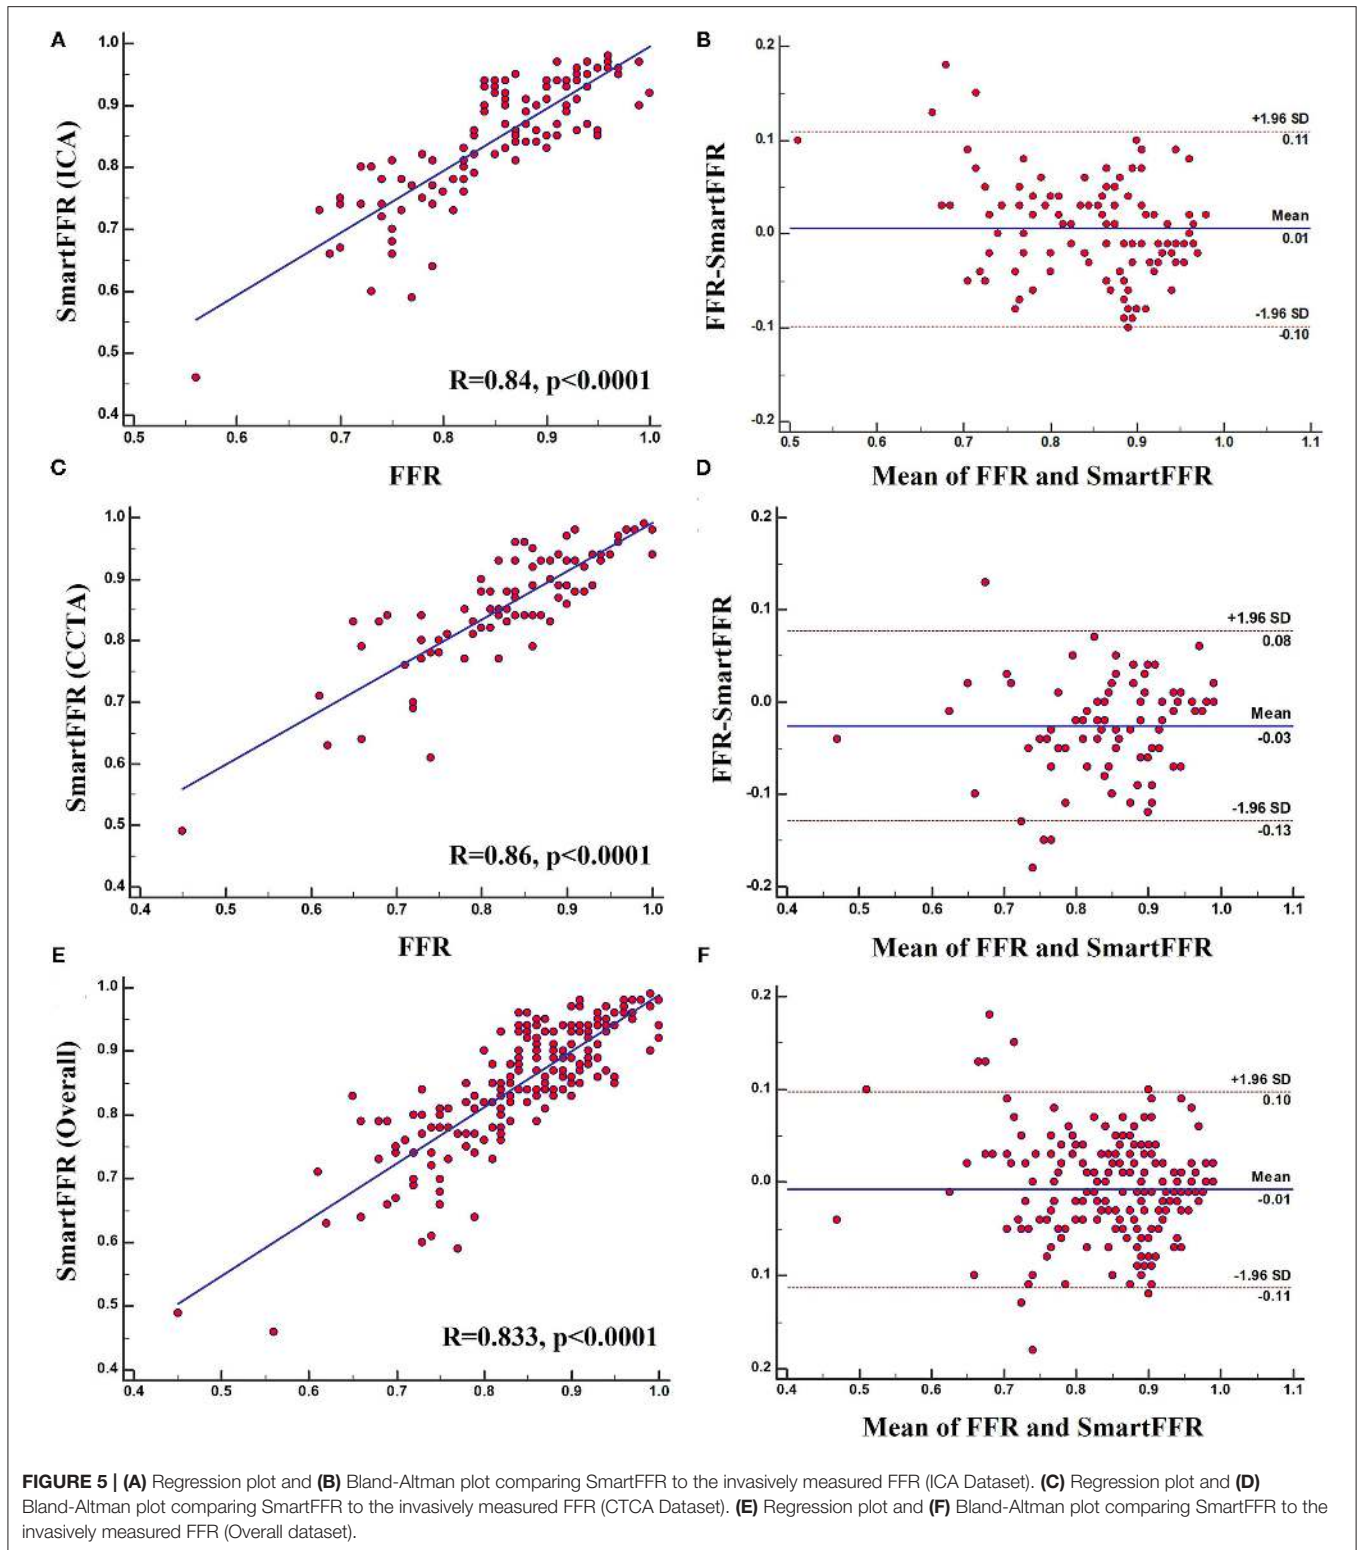 A
1.0
0.9
0.8
0.7
0.6
0.5
0.4
SmartFFR (ICA)
R=0.84, p<0.0001
0.5 0.6 0.7 0.8 0.9 1.0
FFR
B
0.2
0.1
0.0
-0.1
-0.2
FFR-SmartFFR
+1.96 SD
0.11
Mean
0.01
-1.96 SD
-0.10
0.5 0.6 0.7 0.8 0.9 1.0 1.1
Mean of FFR and SmartFFR
C
1.0
0.9
0.8
0.7
0.6
0.5
0.4
SmartFFR (CCTA)
R=0.86, p<0.0001
0.4 0.5 0.6 0.7 0.8 0.9 1.0
FFR
D
0.2
0.1
0.0
-0.1
-0.2
FFR-SmartFFR
+1.96 SD
0.08
Mean
-0.03
-1.96 SD
-0.13
0.4 0.5 0.6 0.7 0.8 0.9 1.0 1.1
Mean of FFR and SmartFFR
E
1.0
0.9
0.8
0.7
0.6
0.5
0.4
SmartFFR (Overall)
R=0.833, p<0.0001
0.4 0.5 0.6 0.7 0.8 0.9 1.0
F
0.2
0.1
0.0
0.1
0.2
+1.96 SD
0.10
Mean
-0.01
-1.96 SD
-0.11
0.4 0.5 0.6 0.7 0.8 0.9 1.0 1.1
Mean of FFR and SmartFFR
FIGURE 5 | (A) Regression plot and (B) Bland-Altman plot comparing SmartFFR to the invasively measured FFR (ICA Dataset). (C) Regression plot and (D)
Bland-Altman plot comparing SmartFFR to the invasively measured FFR (CTCA Dataset). (E) Regression plot and (F) Bland-Altman plot comparing SmartFFR to the
invasively measured FFR (Overall dataset).